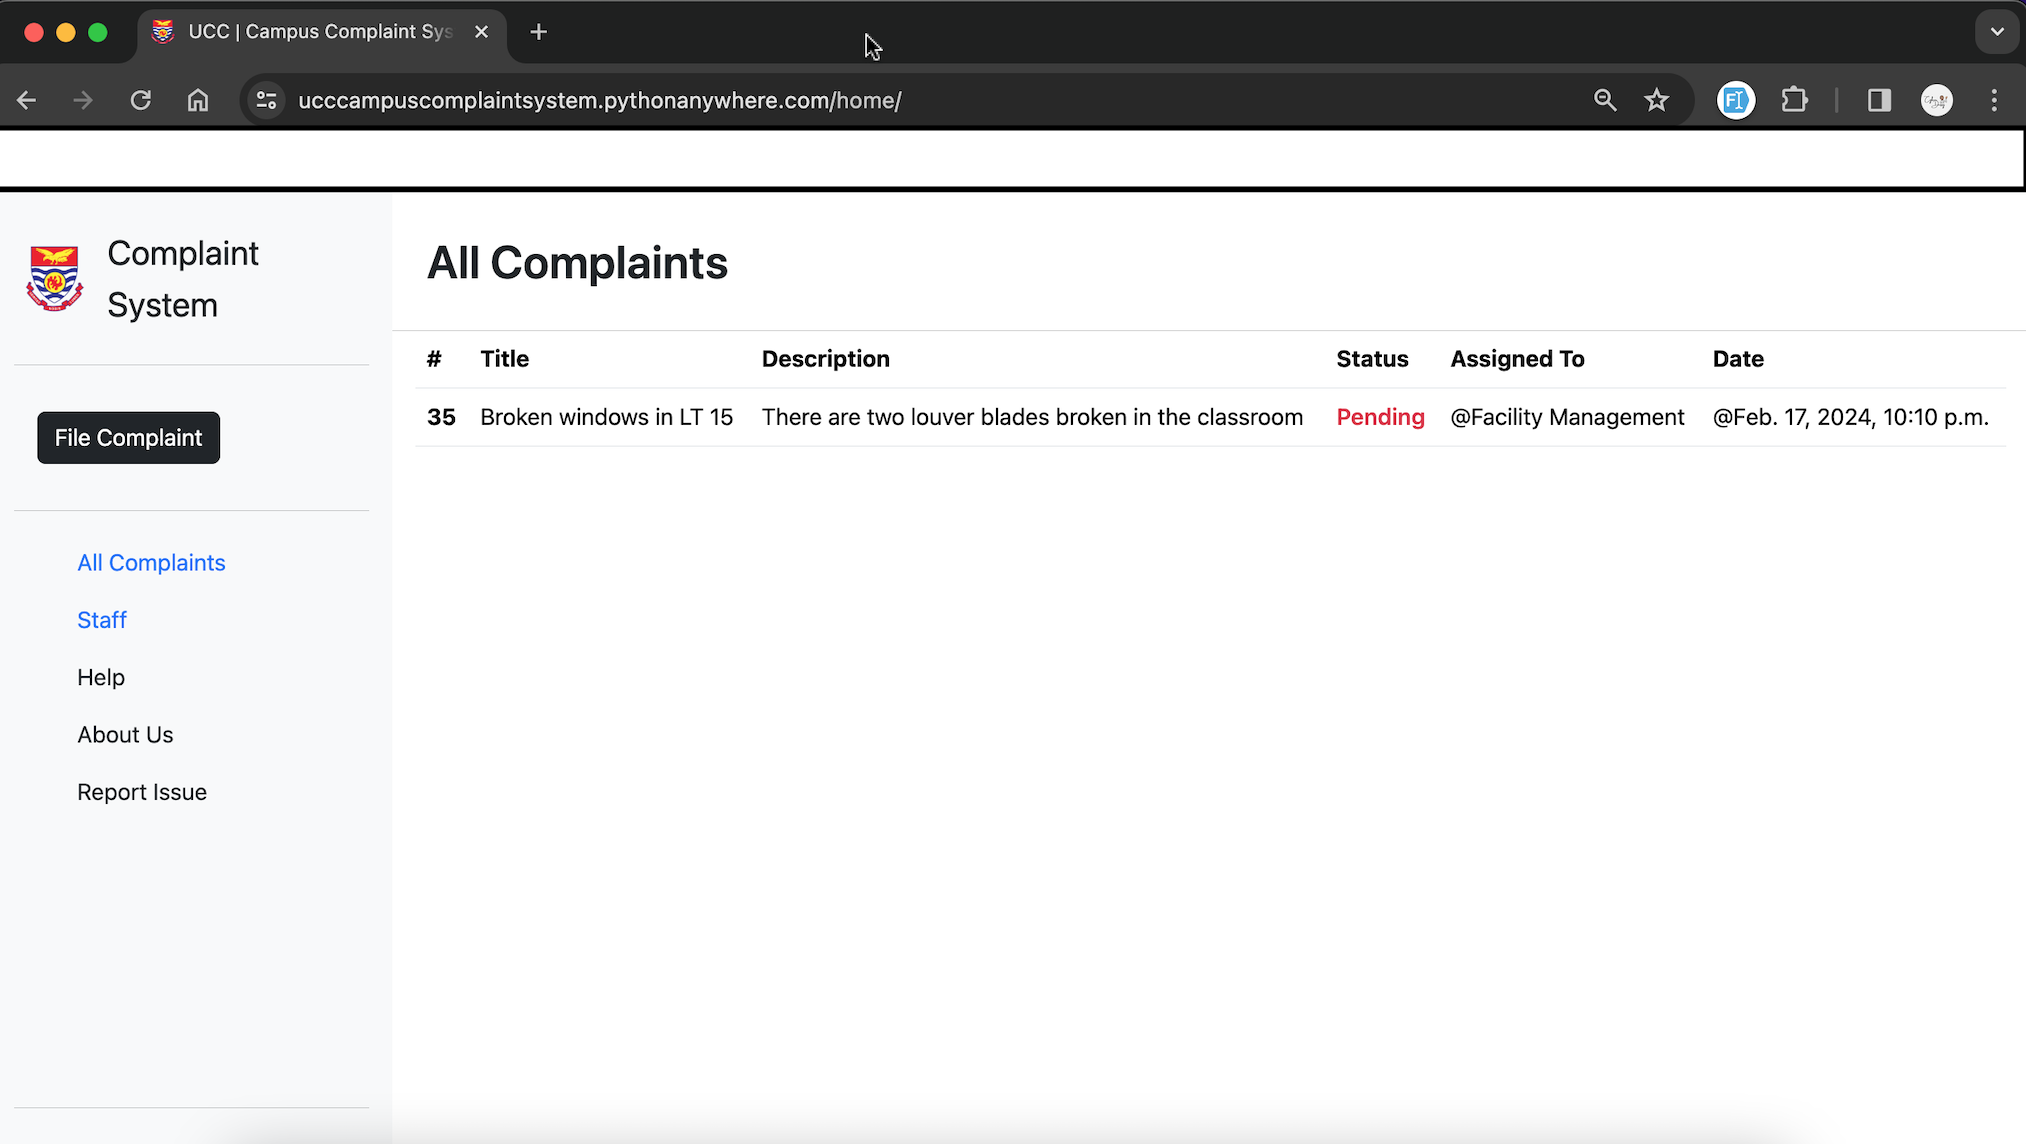 UCC | Campus Complaint Sys
ucccampuscomplaintsystem.pythonanywhere.com/home/
Complaint
System
File Complaint
All Complaints
Staff
Help
About Us
Report Issue
All Complaints
# Title Description Status Assigned To Date
35 Broken windows in LT 15 There are two louver blades broken in the classroom Pending @Facility Management @Feb. 17, 2024, 10:10 p.m.